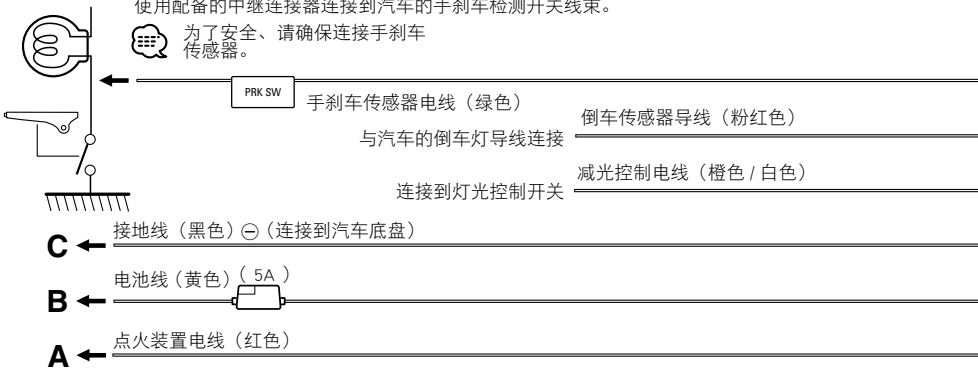 使用配备的中继连接器连接到汽车的手刹车检测开关线束。
为了安全、请确保连接手刹车
传感器。
PRK SW
手刹车传感器电线（绿色）
倒车传感器导线（粉红色）
与汽车的倒车灯导线连接
减光控制电线（橙色 / 白色）
连接到灯光控制开关
C 接地线（黑色）⊖（连接到汽车底盘）
B 电池线（黄色）（ 5A ）
A 点火装置电线（红色）